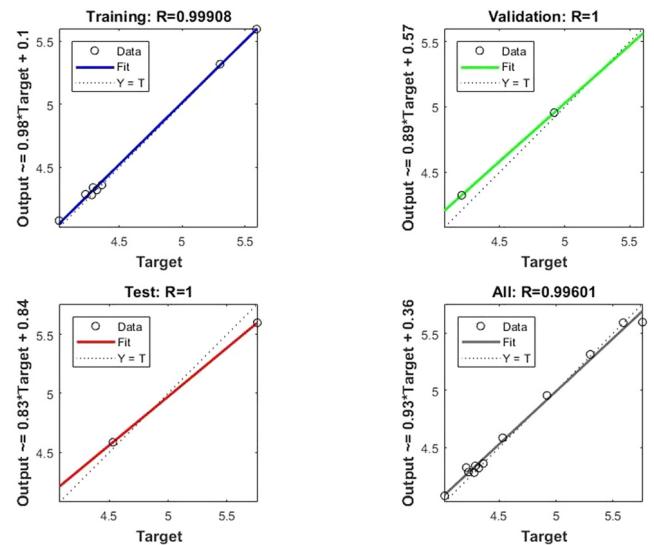 Training: R=0.99908
Output ~= 0.98*Target + 0.1
5.5
5
4.5
Data
Fit
Y = T
4.5 5 5.5
Target
Validation: R=1
Output ~= 0.89*Target + 0.57
5.5
5
4.5
Data
Fit
Y = T
4.5 5 5.5
Target
Test: R=1
Output ~= 0.83*Target + 0.84
5.5
5
4.5
Data
Fit
Y = T
4.5 5 5.5
Target
All: R=0.99601
Output ~= 0.93*Target + 0.36
5.5
5
4.5
Data
Fit
Y = T
4.5 5 5.5
Target